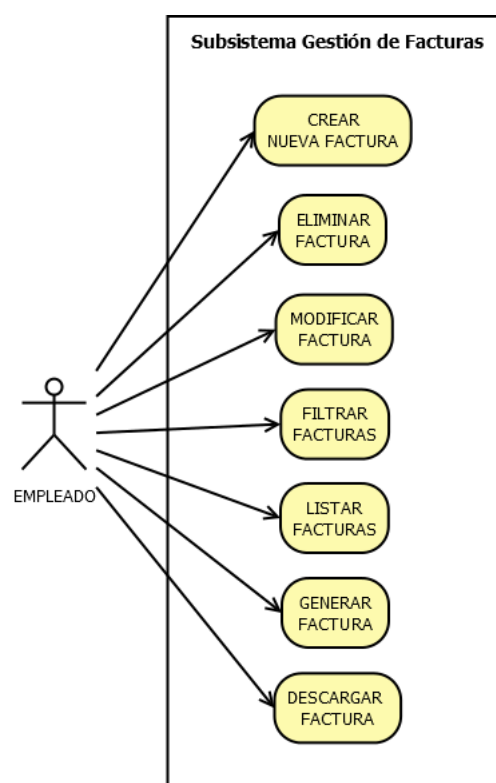 Subsistema Gestión de Facturas
CREAR
NUEVA FACTURA
ELIMINAR
FACTURA
MODIFICAR
FACTURA
FILTRAR
FACTURAS
EMPLEADO
LISTAR
FACTURAS
GENERAR
FACTURA
DESCARGAR
FACTURA